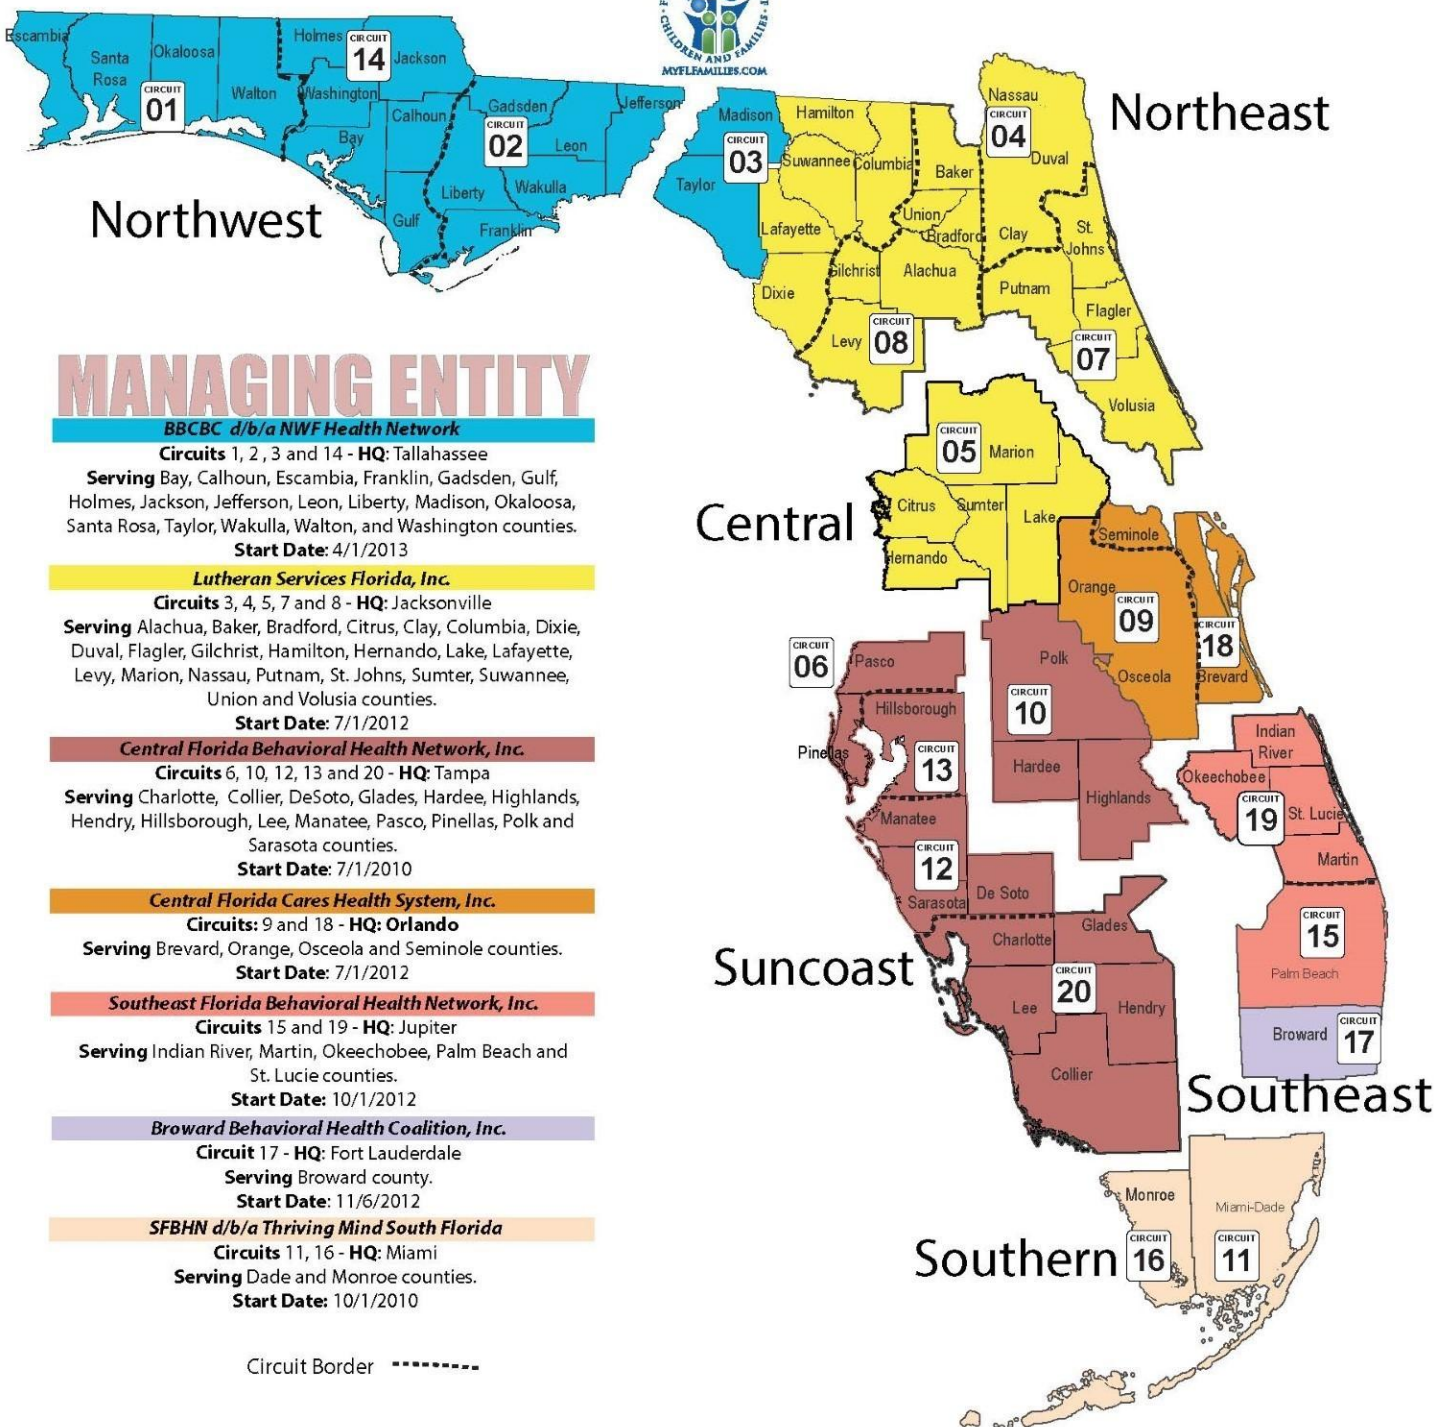 CHILDREN AND FAMILIES
MYFLFAMILIES.COM
Escambia
Santa
Rosa
Okaloosa
CIRCUIT
01
Walton
Holmes
CIRCUIT
14
Jackson
Washington
Bay
Calhoun
Gulf
Gadsden
CIRCUIT
02
Leon
Jefferson
Liberty
Wakulla
Franklin
Northwest
Madison
CIRCUIT
03
Taylor
Hamilton
Suwannee
Columbia
Lafayette
Dixie
Nassau
CIRCUIT
04
Duval
Northeast
Baker
Union
Bradford
Clay
St.
Johns
Gilchrist
Alachua
Putnam
Flagler
Levy
CIRCUIT
08
CIRCUIT
07
Volusia
MANAGING ENTITY
BBCBC d/b/a NWF Health Network
Circuits 1, 2 , 3 and 14 - HQ: Tallahassee
Serving Bay, Calhoun, Escambia, Franklin, Gadsden, Gulf,
Holmes, Jackson, Jefferson, Leon, Liberty, Madison, Okaloosa,
Santa Rosa, Taylor, Wakulla, Walton, and Washington counties.
Start Date: 4/1/2013
Lutheran Services Florida, Inc.
Circuits 3, 4, 5, 7 and 8 - HQ: Jacksonville
Serving Alachua, Baker, Bradford, Citrus, Clay, Columbia, Dixie,
Duval, Flagler, Gilchrist, Hamilton, Hernando, Lake, Lafayette,
Levy, Marion, Nassau, Putnam, St. Johns, Sumter, Suwannee,
Union and Volusia counties.
Start Date: 7/1/2012
Central Florida Behavioral Health Network, Inc.
Circuits 6, 10, 12, 13 and 20 - HQ: Tampa
Serving Charlotte, Collier, DeSoto, Glades, Hardee, Highlands,
Hendry, Hillsborough, Lee, Manatee, Pasco, Pinellas, Polk and
Sarasota counties.
Start Date: 7/1/2010
Central Florida Cares Health System, Inc.
Circuits: 9 and 18 - HQ: Orlando
Serving Brevard, Orange, Osceola and Seminole counties.
Start Date: 7/1/2012
Southeast Florida Behavioral Health Network, Inc.
Circuits 15 and 19 - HQ: Jupiter
Serving Indian River, Martin, Okeechobee, Palm Beach and
St. Lucie counties.
Start Date: 10/1/2012
Broward Behavioral Health Coalition, Inc.
Circuit 17 - HQ: Fort Lauderdale
Serving Broward county.
Start Date: 11/6/2012
SFBHN d/b/a Thriving Mind South Florida
Circuits 11, 16 - HQ: Miami
Serving Dade and Monroe counties.
Start Date: 10/1/2010
Circuit Border
CIRCUIT
05
Marion
Citrus
Sumter
Lake
Hernando
Central
Seminole
Orange
CIRCUIT
09
Osceola
CIRCUIT
18
Brevard
CIRCUIT
06
Pasco
Hillsborough
Pinellas
CIRCUIT
13
Polk
CIRCUIT
10
Hardee
Highlands
Manatee
CIRCUIT
12
Sarasota
De Soto
Charlotte
Glades
Suncoast
CIRCUIT
20
Lee
Hendry
Collier
Indian
River
Okeechobee
CIRCUIT
19
St. Lucie
Martin
CIRCUIT
15
Palm Beach
Broward
CIRCUIT
17
Southeast
Monroe
Miami-Dade
Southern
CIRCUIT
16
CIRCUIT
11